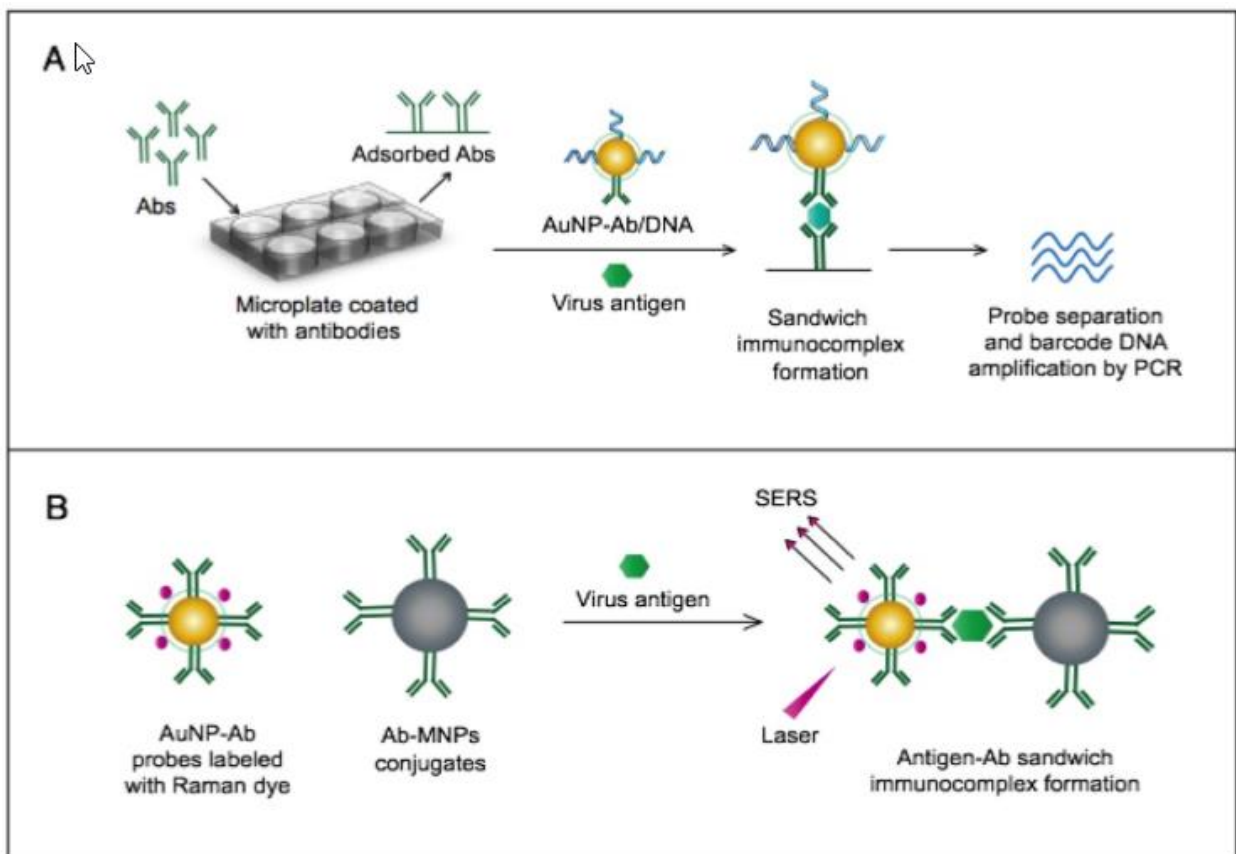 A
Abs
Adsorbed Abs
Microplate coated
with antibodies
AuNP-Ab/DNA
Virus antigen
Sandwich
immunocomplex
formation
Probe separation
and barcode DNA
amplification by PCR
B
AuNP-Ab
probes labeled
with Raman dye
Ab-MNPs
conjugates
Virus antigen
SERS
Laser
Antigen-Ab sandwich
immunocomplex formation